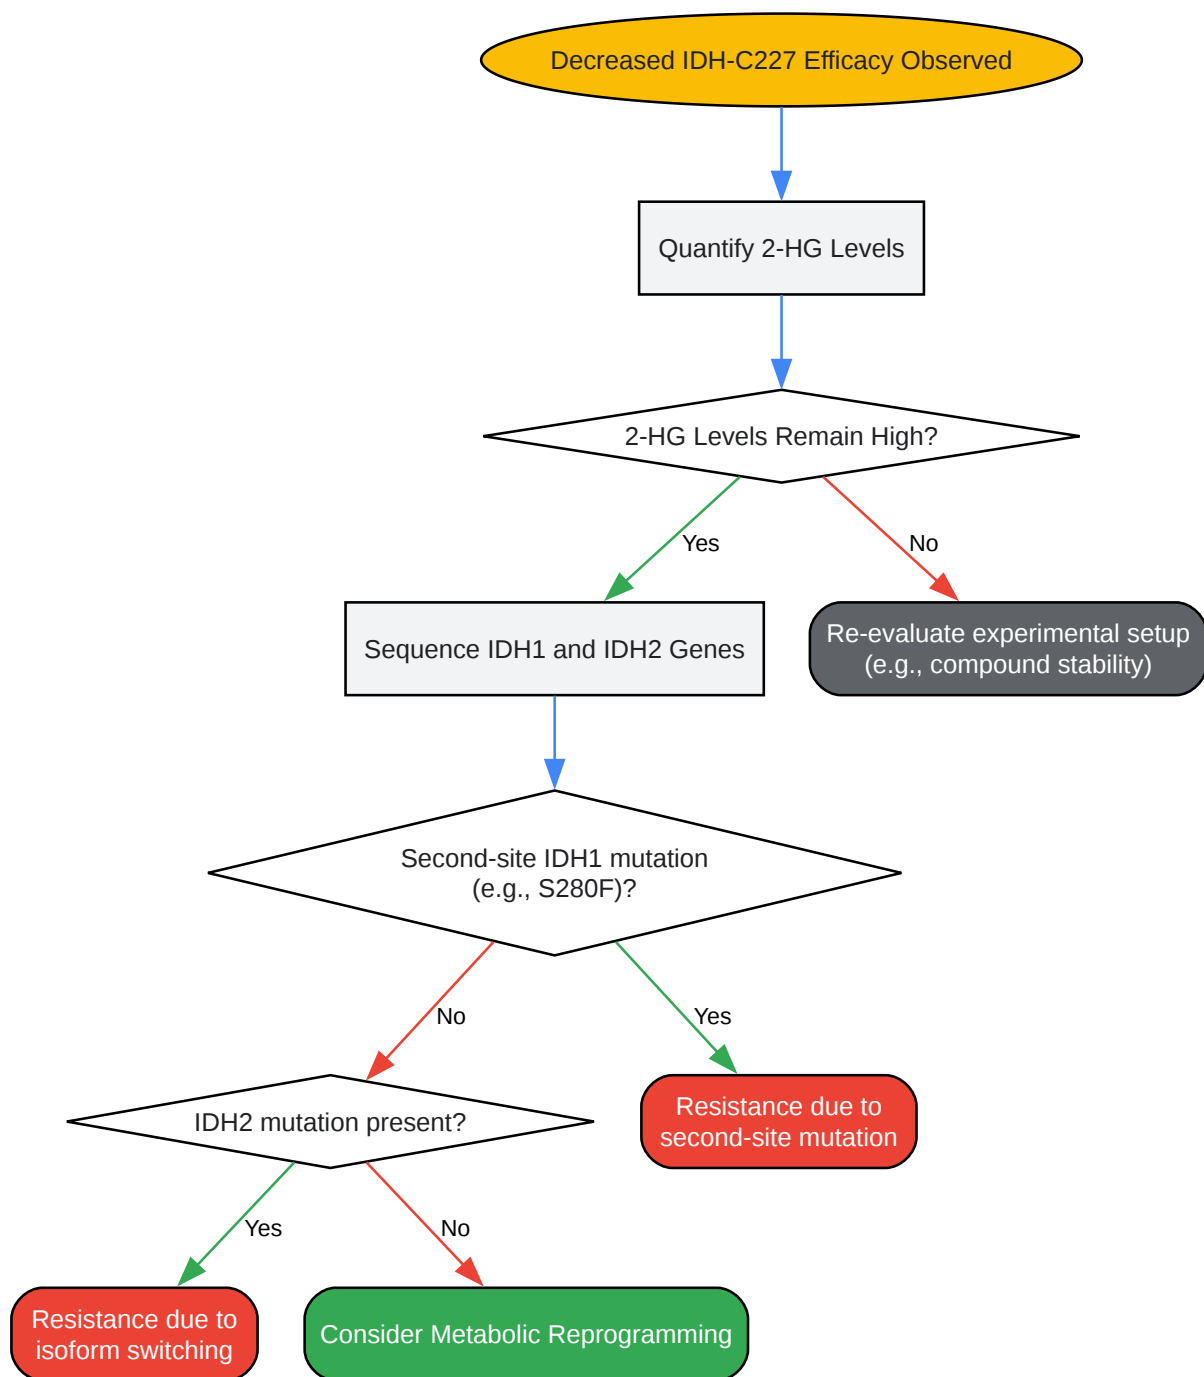 Decreased IDH-C227 Efficacy Observed
Quantify 2-HG Levels
2-HG Levels Remain High?
Yes
No
Sequence IDH1 and IDH2 Genes
Re-evaluate experimental setup
(e.g., compound stability)
Second-site IDH1 mutation
(e.g., S280F)?
No
Yes
IDH2 mutation present?
Resistance due to
second-site mutation
Yes
No
Resistance due to
isoform switching
Consider Metabolic Reprogramming